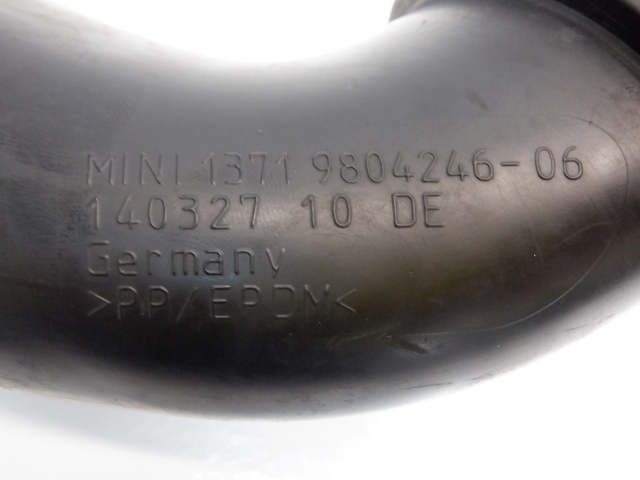 MINI 1371 9804246-06
140327 10 DE
Germany
>PP/EPDM<